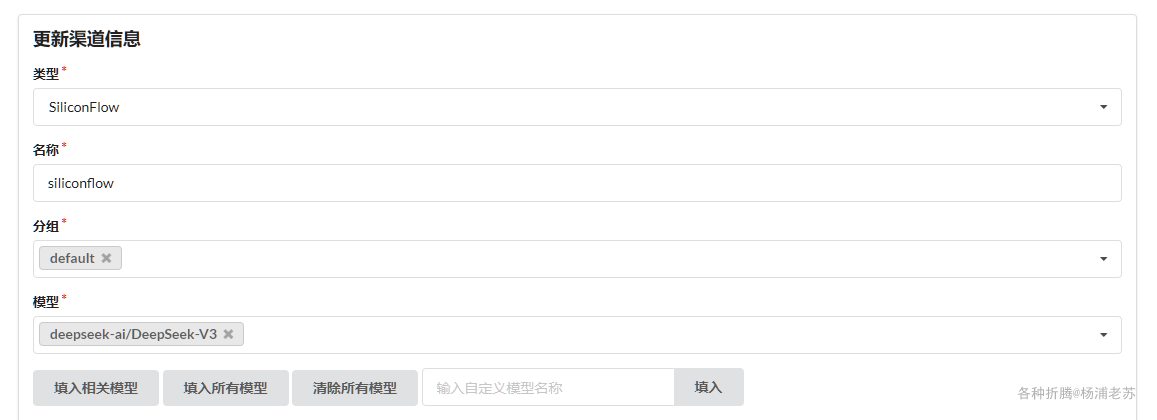 更新渠道信息
类型*
SiliconFlow
名称*
siliconflow
分组*
default
模型*
deepseek-ai/DeepSeek-V3
填入相关模型 填入所有模型 清除所有模型 输入自定义模型名称 填入
各种折腾@杨浦老苏